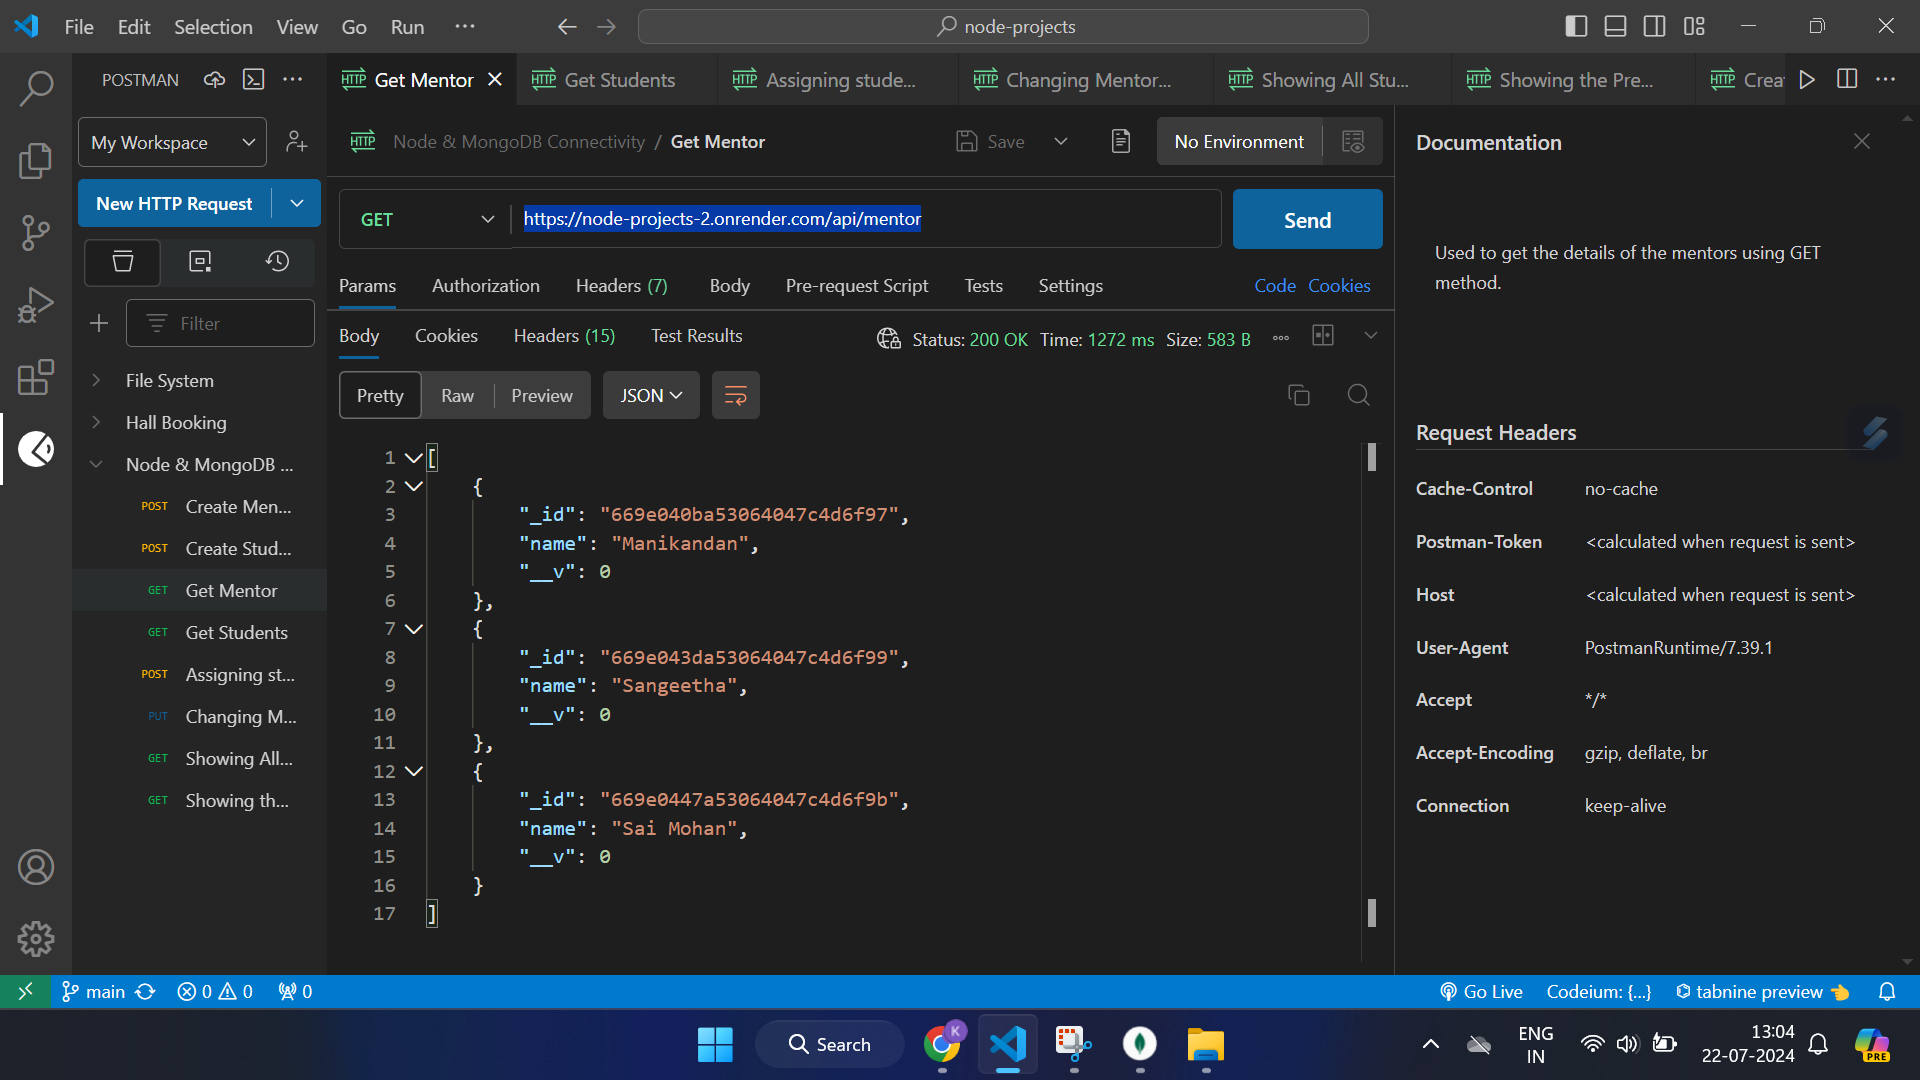 File Edit Selection View Go Run ··· node-projects
POSTMAN
Get Mentor
Get Students
Assigning stude...
Changing Mentor...
Showing All Stu...
Showing the Pre...
My Workspace
New HTTP Request
Filter
File System
Hall Booking
Node & MongoDB ...
POST Create Men...
POST Create Stud...
GET Get Mentor
GET Get Students
POST Assigning st...
PUT Changing M...
GET Showing All...
GET Showing th...
HTTP Node & MongoDB Connectivity / Get Mentor
Save
No Environment
GET https://node-projects-2.onrender.com/api/mentor
Send
Params Authorization Headers (7) Body Pre-request Script Tests Settings Code Cookies
Body Cookies Headers (15) Test Results Status: 200 OK Time: 1272 ms Size: 583 B
Pretty Raw Preview JSON
1 [
2 {
3 "_id": "669e040ba53064047c4d6f97",
4 "name": "Manikandan",
5 "__v": 0
6 },
7 {
8 "_id": "669e043da53064047c4d6f99",
9 "name": "Sangeetha",
10 "__v": 0
11 },
12 {
13 "_id": "669e0447a53064047c4d6f9b",
14 "name": "Sai Mohan",
15 "__v": 0
16 }
17 ]
Documentation
Used to get the details of the mentors using GET
method.
Request Headers
Cache-Control no-cache
Postman-Token <calculated when request is sent>
Host <calculated when request is sent>
User-Agent PostmanRuntime/7.39.1
Accept */*
Accept-Encoding gzip, deflate, br
Connection keep-alive
main 0 0 0 Go Live Codeium: {...} tabnine preview
Search
K
ENG
IN
13:04
22-07-2024
PRE